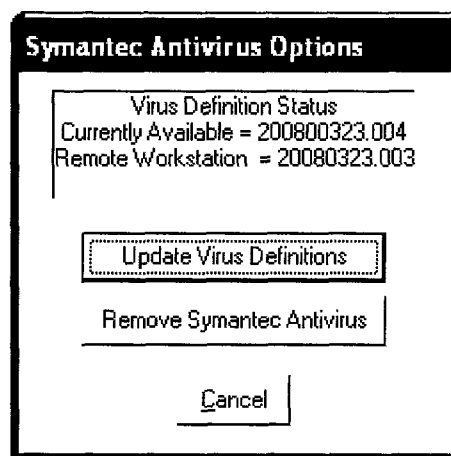 Symantec Antivirus Options
Virus Definition Status
Currently Available = 200800323.004
Remote Workstation = 20080323.003
Update Virus Definitions
Remove Symantec Antivirus
Cancel